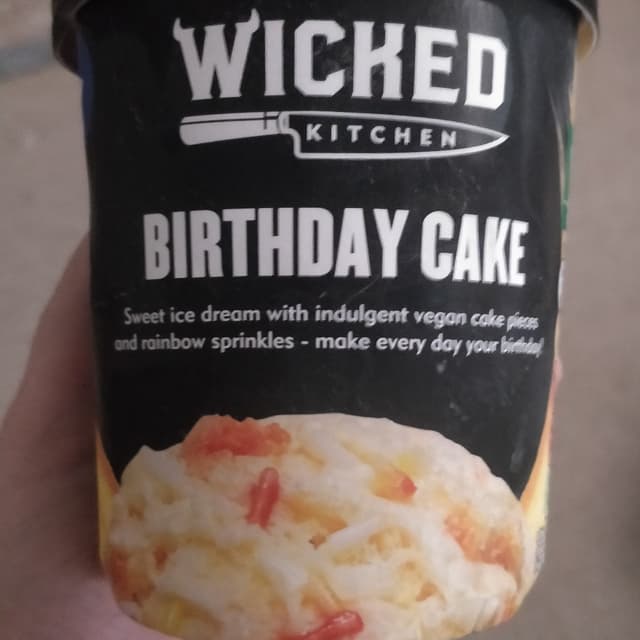 WICKED
KITCHEN
BIRTHDAY CAKE
Sweet ice dream with indulgent vegan cake pieces
and rainbow sprinkles - make every day your birthday!